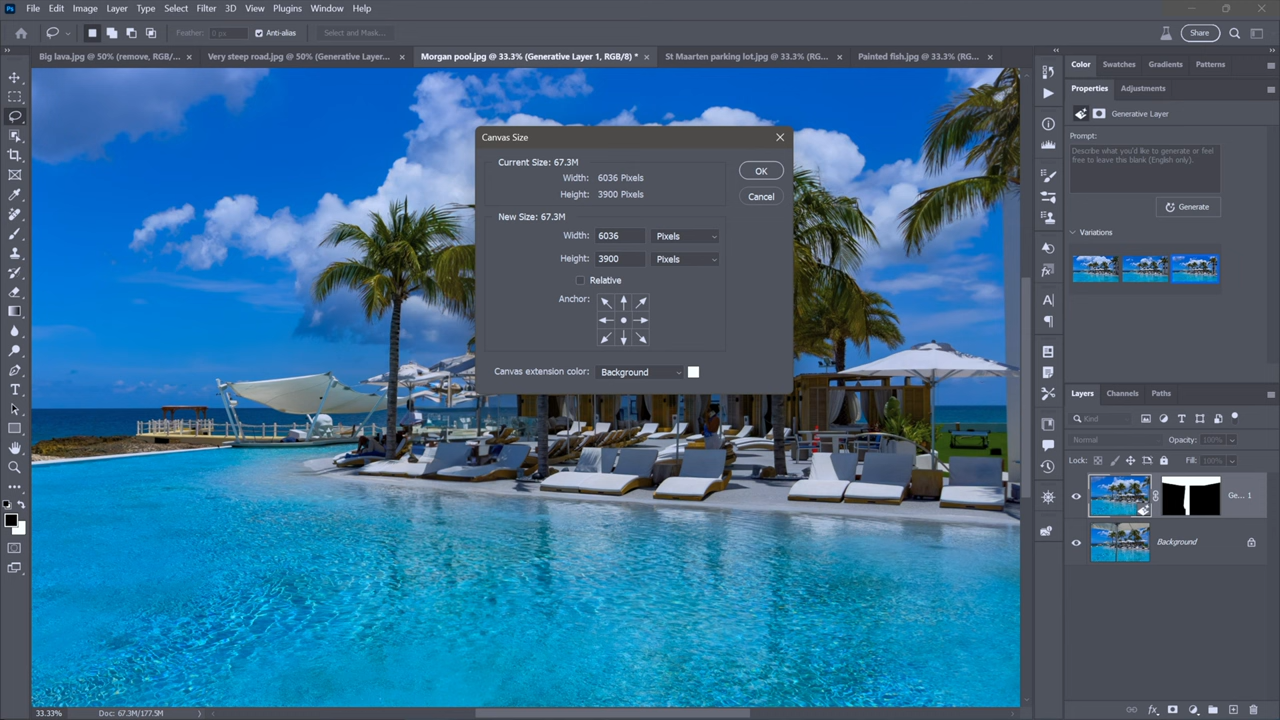 Ps File Edit Image Layer Type Select Filter 3D View Plugins Window Help
Feather: 0 px Anti-alias Select and Mask... Share
Big lava.jpg @ 50% (remove, RGB/... × Very steep road.jpg @ 50% (Generative Layer... × Morgan pool.jpg @ 33.3% (Generative Layer 1, RGB/8) * × St Maarten parking lot.jpg @ 33.3% (RG... × Painted fish.jpg @ 33.3% (RG... ×
Canvas Size
Current Size: 67.3M
Width: 6036 Pixels
Height: 3900 Pixels
OK
Cancel
New Size: 67.3M
Width: 6036 Pixels
Height: 3900 Pixels
Relative
Anchor:
Canvas extension color: Background
Color Swatches Gradients Patterns
Properties Adjustments
Generative Layer
Prompt:
Describe what you'd like to generate or feel
free to leave this blank (English only).
Generate
Variations
Layers Channels Paths
Kind
Normal Opacity: 100%
Lock: Fill: 100%
Ge... 1
Background
33.33% Doc: 67.3M/177.5M